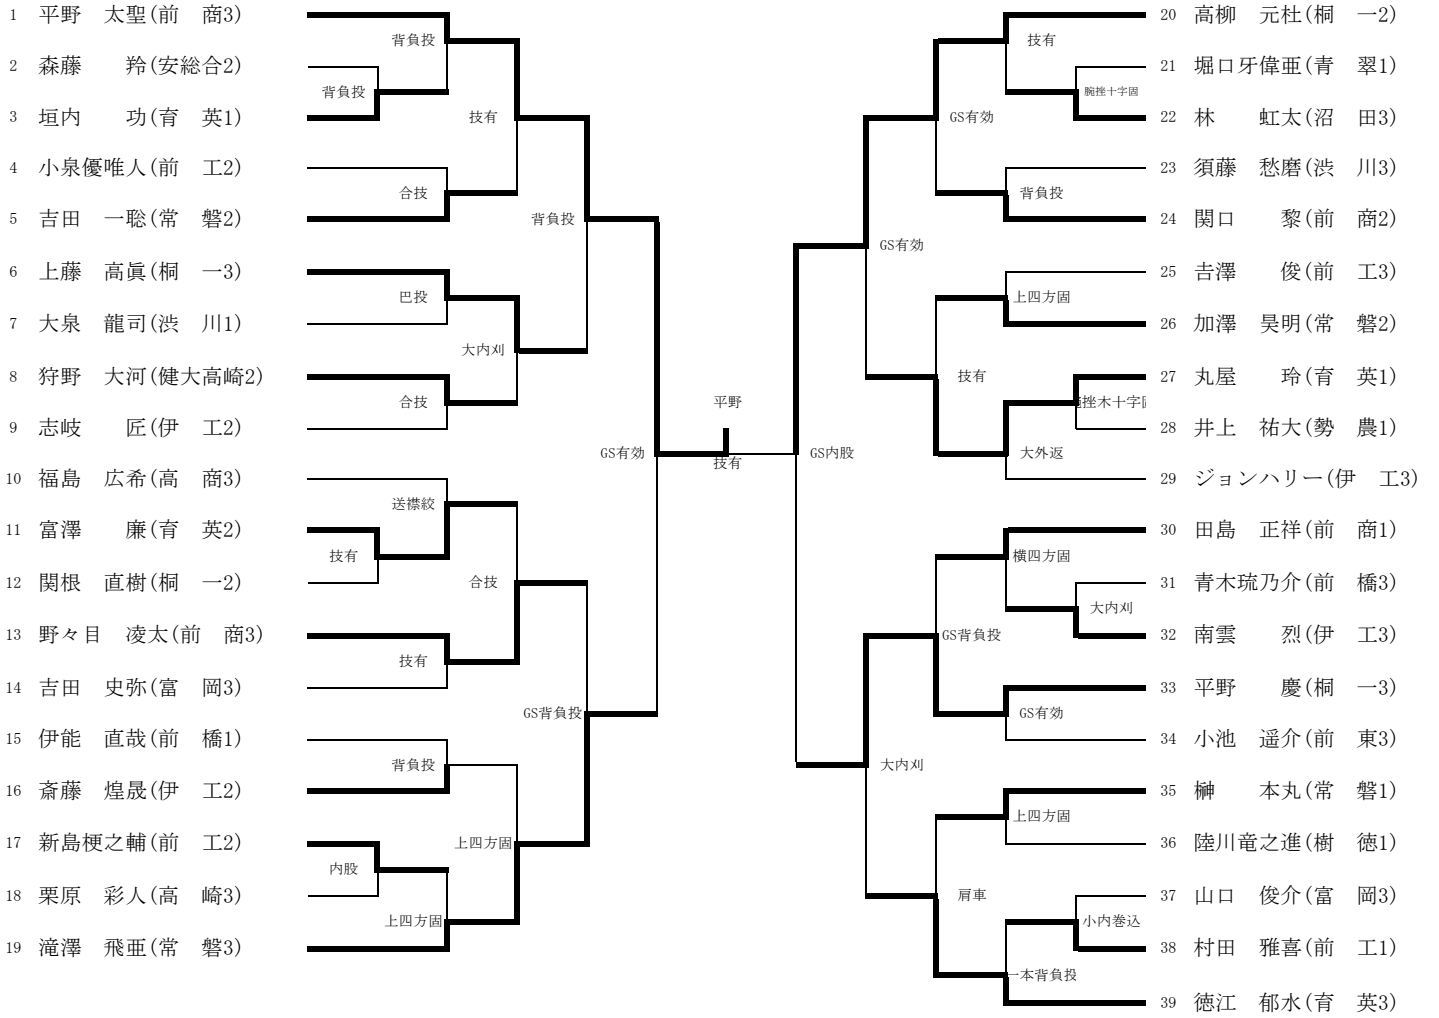 1 平野　太聖(前　商3)
2 森藤　　羚(安総合2)
3 垣内　　功(育　英1)
4 小泉優唯人(前　工2)
5 吉田　一聡(常　磐2)
6 上藤　高眞(桐　一3)
7 大泉　龍司(渋　川1)
8 狩野　大河(健大高崎2)
9 志岐　　匠(伊　工2)
10 福島　広希(高　商3)
11 富澤　　廉(育　英2)
12 関根　直樹(桐　一2)
13 野々目　凌太(前　商3)
14 吉田　史弥(富　岡3)
15 伊能　直哉(前　橋1)
16 斎藤　煌晟(伊　工2)
17 新島梗之輔(前　工2)
18 栗原　彩人(高　崎3)
19 滝澤　飛亜(常　磐3)
背負投
背負投
技有
合技
背負投
巴投
大内刈
合技
GS有効
送襟絞
技有
合技
技有
GS背負投
背負投
上四方固
内股
上四方固
平野
技有
GS内股
技有
腕挫十字固
GS有効
背負投
GS有効
上四方固
技有
腕挫木十字固
大外返
横四方固
大内刈
GS背負投
GS有効
大内刈
上四方固
肩車
小内巻込
一本背負投
20 高柳　元杜(桐　一2)
21 堀口牙偉亜(青　翠1)
22 林　　虹太(沼　田3)
23 須藤　愁磨(渋　川3)
24 関口　　黎(前　商2)
25 吉澤　　俊(前　工3)
26 加澤　昊明(常　磐2)
27 丸屋　　玲(育　英1)
28 井上　祐大(勢　農1)
29 ジョンハリー(伊　工3)
30 田島　正祥(前　商1)
31 青木琉乃介(前　橋3)
32 南雲　　烈(伊　工3)
33 平野　　慶(桐　一3)
34 小池　遥介(前　東3)
35 榊　　本丸(常　磐1)
36 陸川竜之進(樹　徳1)
37 山口　俊介(富　岡3)
38 村田　雅喜(前　工1)
39 徳江　郁水(育　英3)